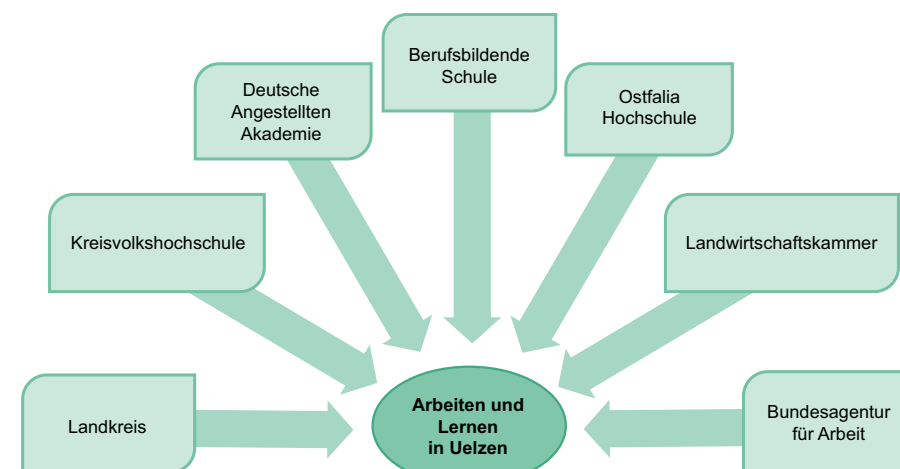 Berufsbildende
Schule
Deutsche
Angestellten
Akademie
Ostfalia
Hochschule
Kreisvolkshochschule
Landwirtschaftskammer
Landkreis
Arbeiten und
Lernen
in Uelzen
Bundesagentur
für Arbeit